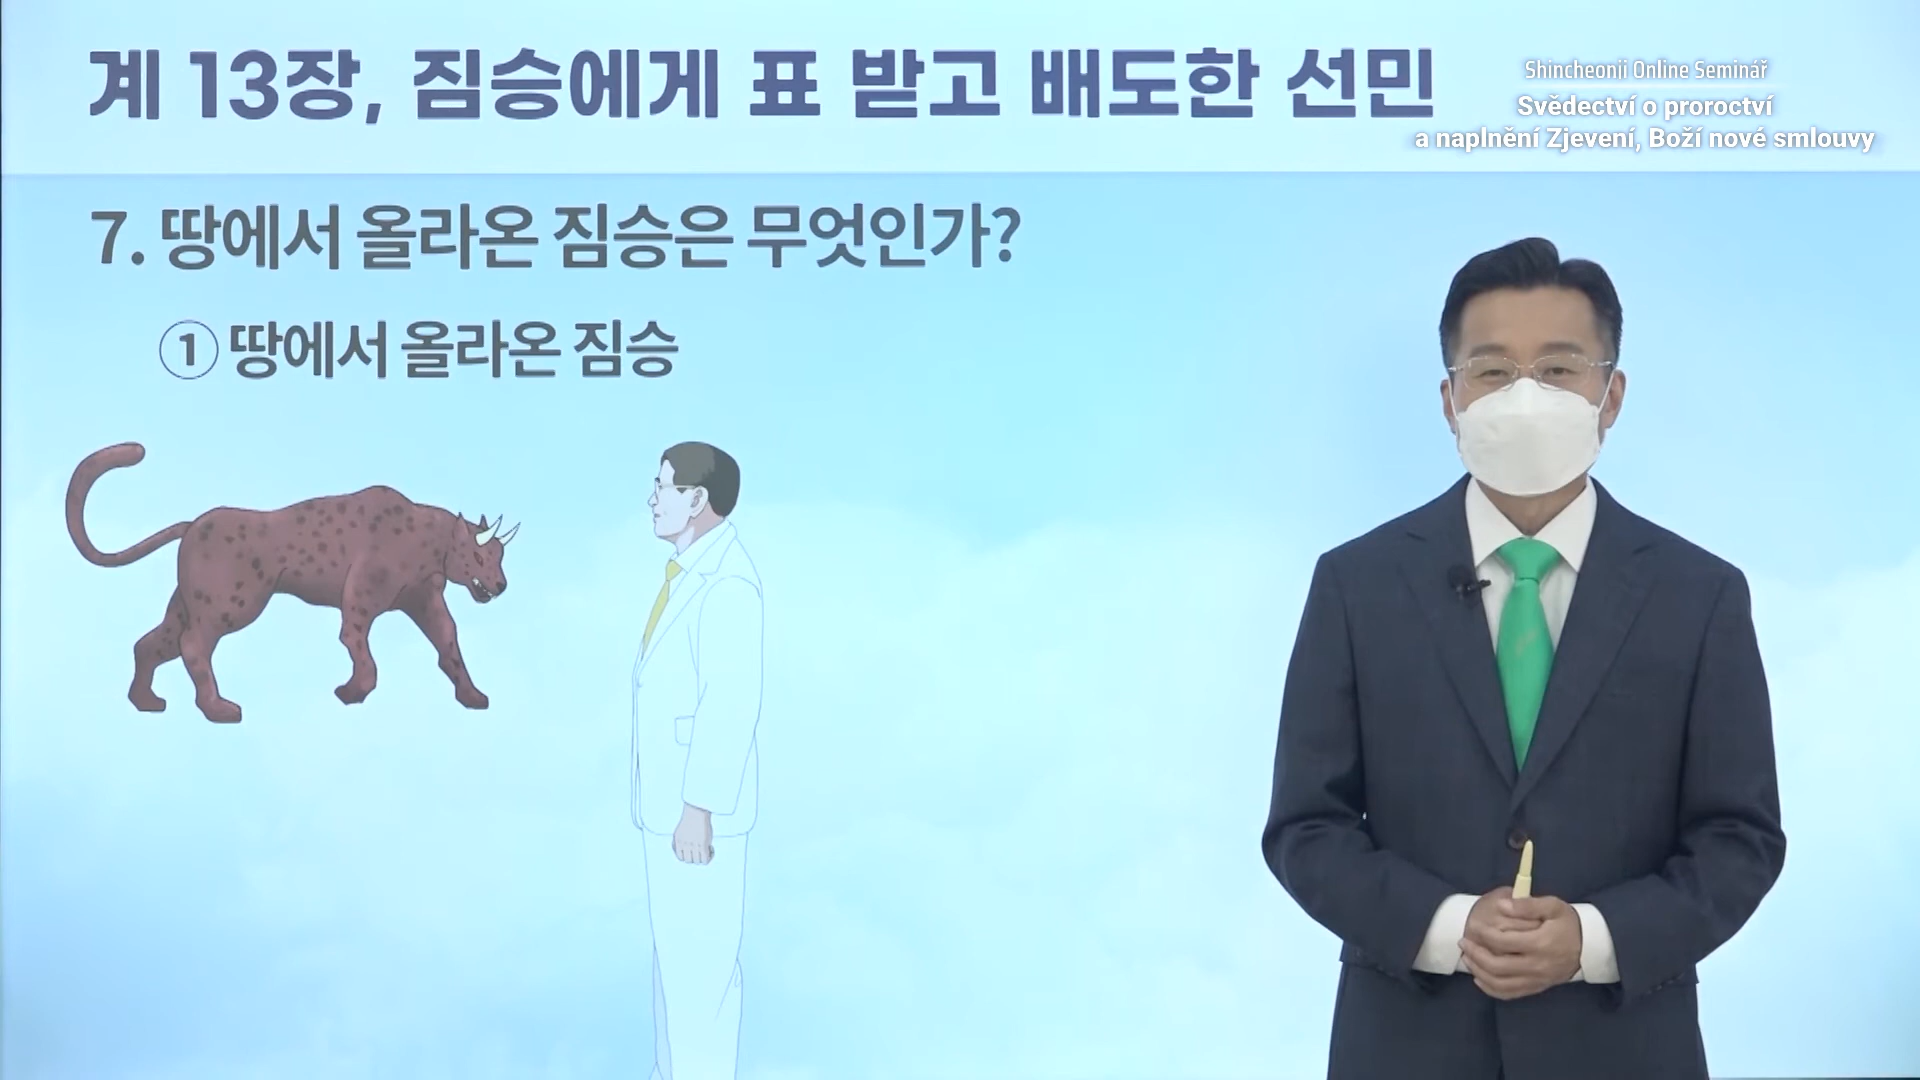 계 13장, 짐승에게 표 받고 배도한 선민
Shincheonji Online Seminář
Svědectví o proroctví
a naplnění Zjevení, Boží nové smlouvy
7. 땅에서 올라온 짐승은 무엇인가?
① 땅에서 올라온 짐승